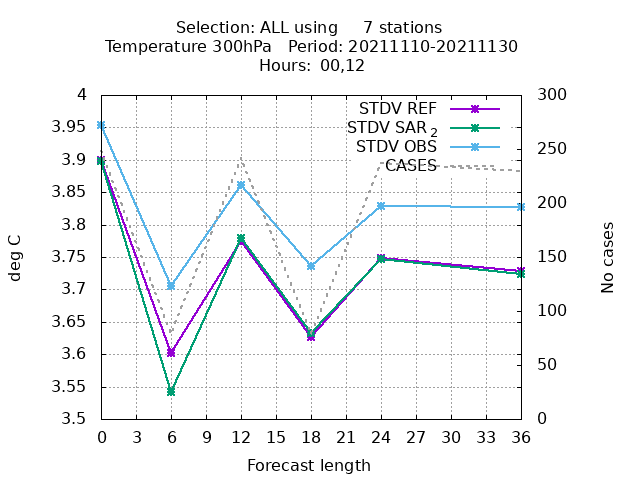 Selection: ALL using     7 stations
Temperature 300hPa   Period: 20211110-20211130
Hours: 00,12
STDV REF
STDV SAR 2
STDV OBS
CASES
deg C
4
3.95
3.9
3.85
3.8
3.75
3.7
3.65
3.6
3.55
3.5
300
250
200
150
100
50
0
No cases
0 3 6 9 12 15 18 21 24 27 30 33 36
Forecast length